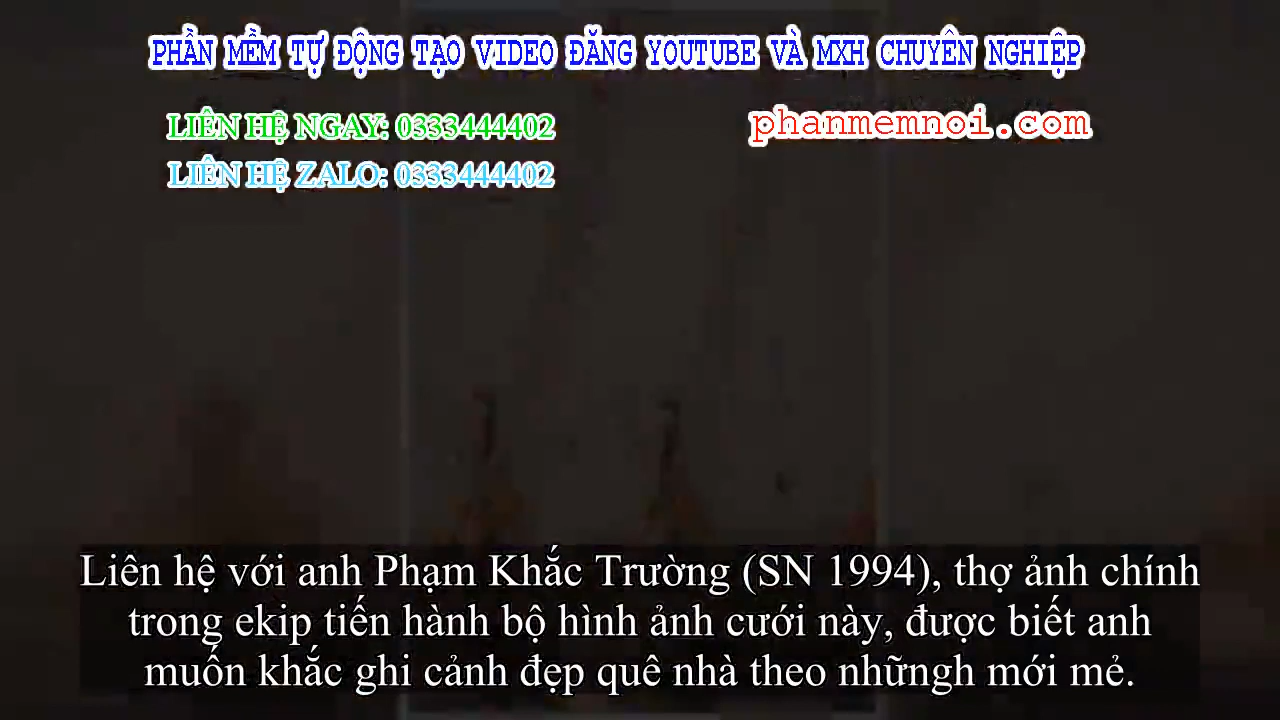 PHẦN MỀM TỰ ĐỘNG TẠO VIDEO ĐĂNG YOUTUBE VÀ MXH CHUYÊN NGHIỆP
LIÊN HỆ NGAY: 0333444402
phanmemnoi.com
LIÊN HỆ ZALO: 0333444402
Liên hệ với anh Phạm Khắc Trường (SN 1994), thợ ảnh chính
trong ekip tiến hành bộ hình ảnh cưới này, được biết anh
muốn khắc ghi cảnh đẹp quê nhà theo nhữngh mới mẻ.